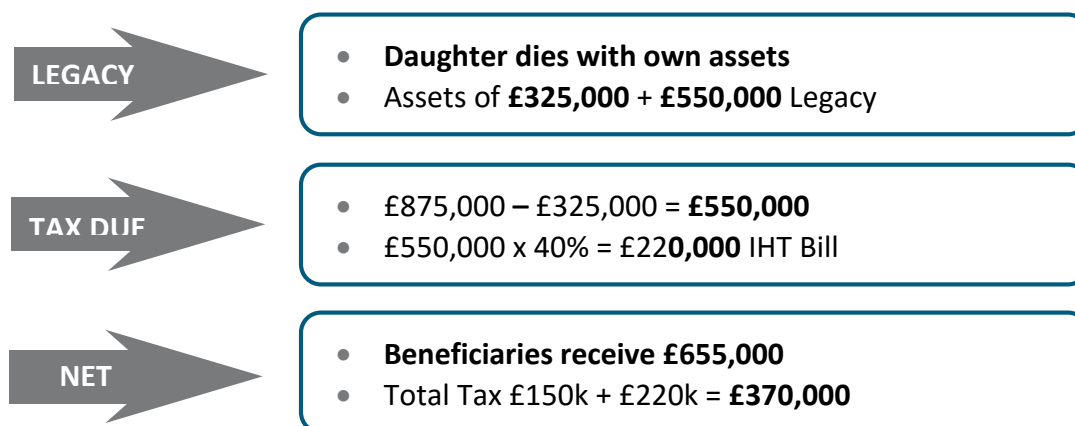 LEGACY
• Daughter dies with own assets
• Assets of £325,000 + £550,000 Legacy
TAX DUE
• £875,000 – £325,000 = £550,000
• £550,000 x 40% = £220,000 IHT Bill
NET
• Beneficiaries receive £655,000
• Total Tax £150k + £220k = £370,000